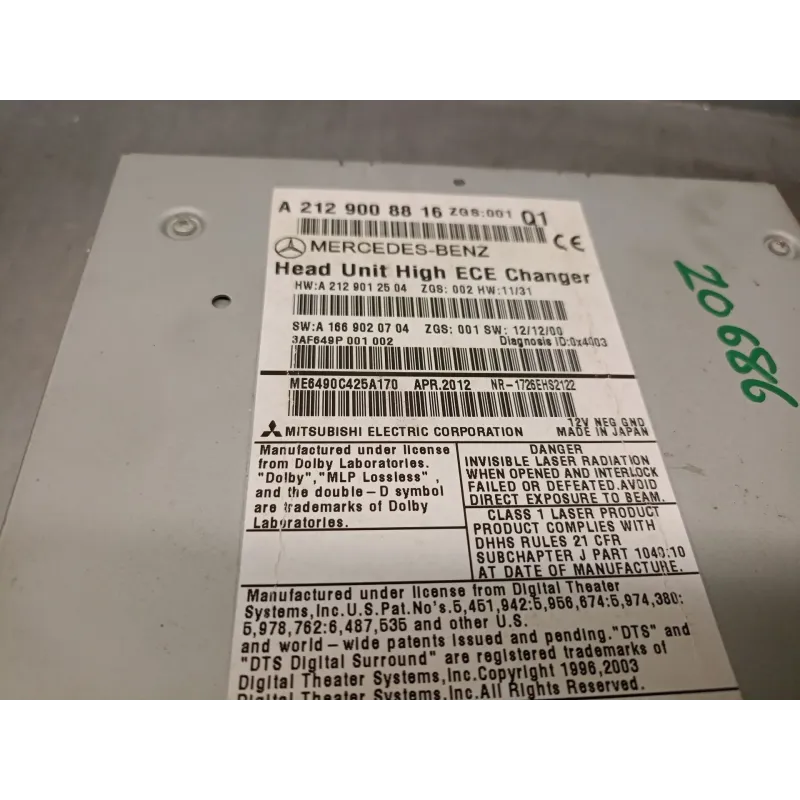 A 212 900 88 16 ZGS:001 Q1
MERCEDES-BENZ CE
Head Unit High ECE Changer
HW:A 212 901 25 04 ZGS: 002 HW:11/31
SW:A 166 902 07 04 ZGS: 001 SW: 12/12/00
3AF649P 001 002 Diagnosis ID:0x4003
ME6490C425A170 APR.2012 NR-1726EHS2122
12V NEG GND
MITSUBISHI ELECTRIC CORPORATION MADE IN JAPAN
Manufactured under license
from Dolby Laboratories.
"Dolby","MLP Lossless",
and the double-D symbol
are trademarks of Dolby
Laboratories.
DANGER
INVISIBLE LASER RADIATION
WHEN OPENED AND INTERLOCK
FAILED OR DEFEATED.AVOID
DIRECT EXPOSURE TO BEAM.
CLASS 1 LASER PRODUCT
PRODUCT COMPLIES WITH
DHHS RULES 21 CFR
SUBCHAPTER J PART 1040:10
AT DATE OF MANUFACTURE.
Manufactured under license from Digital Theater
Systems,Inc.U.S.Pat.No's.5,451,942:5,956,674:5,974,380:
5,978,762:6,487,535 and other U.S.
and world-wide patents issued and pending."DTS" and
"DTS Digital Surround" are registered trademarks of
Digital Theater Systems,Inc.Copyright 1996,2003
Digital Theater Systems,Inc.All Rights Reserved.
20686